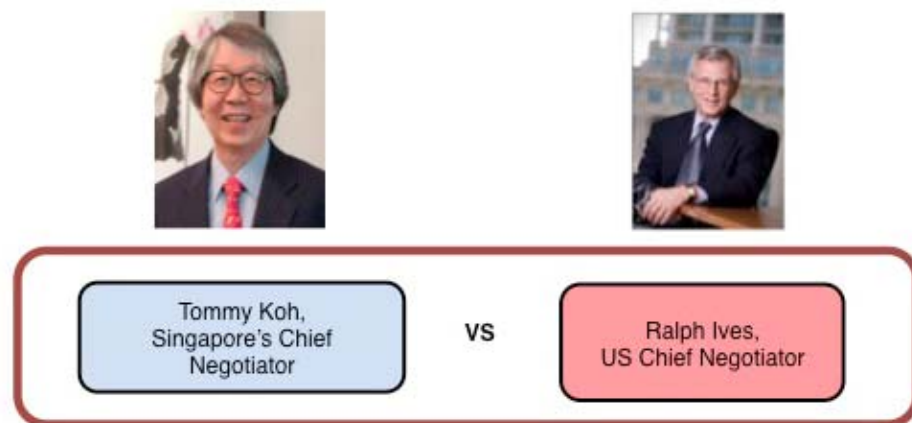 Tommy Koh,
Singapore's Chief
Negotiator
VS
Ralph Ives,
US Chief Negotiator